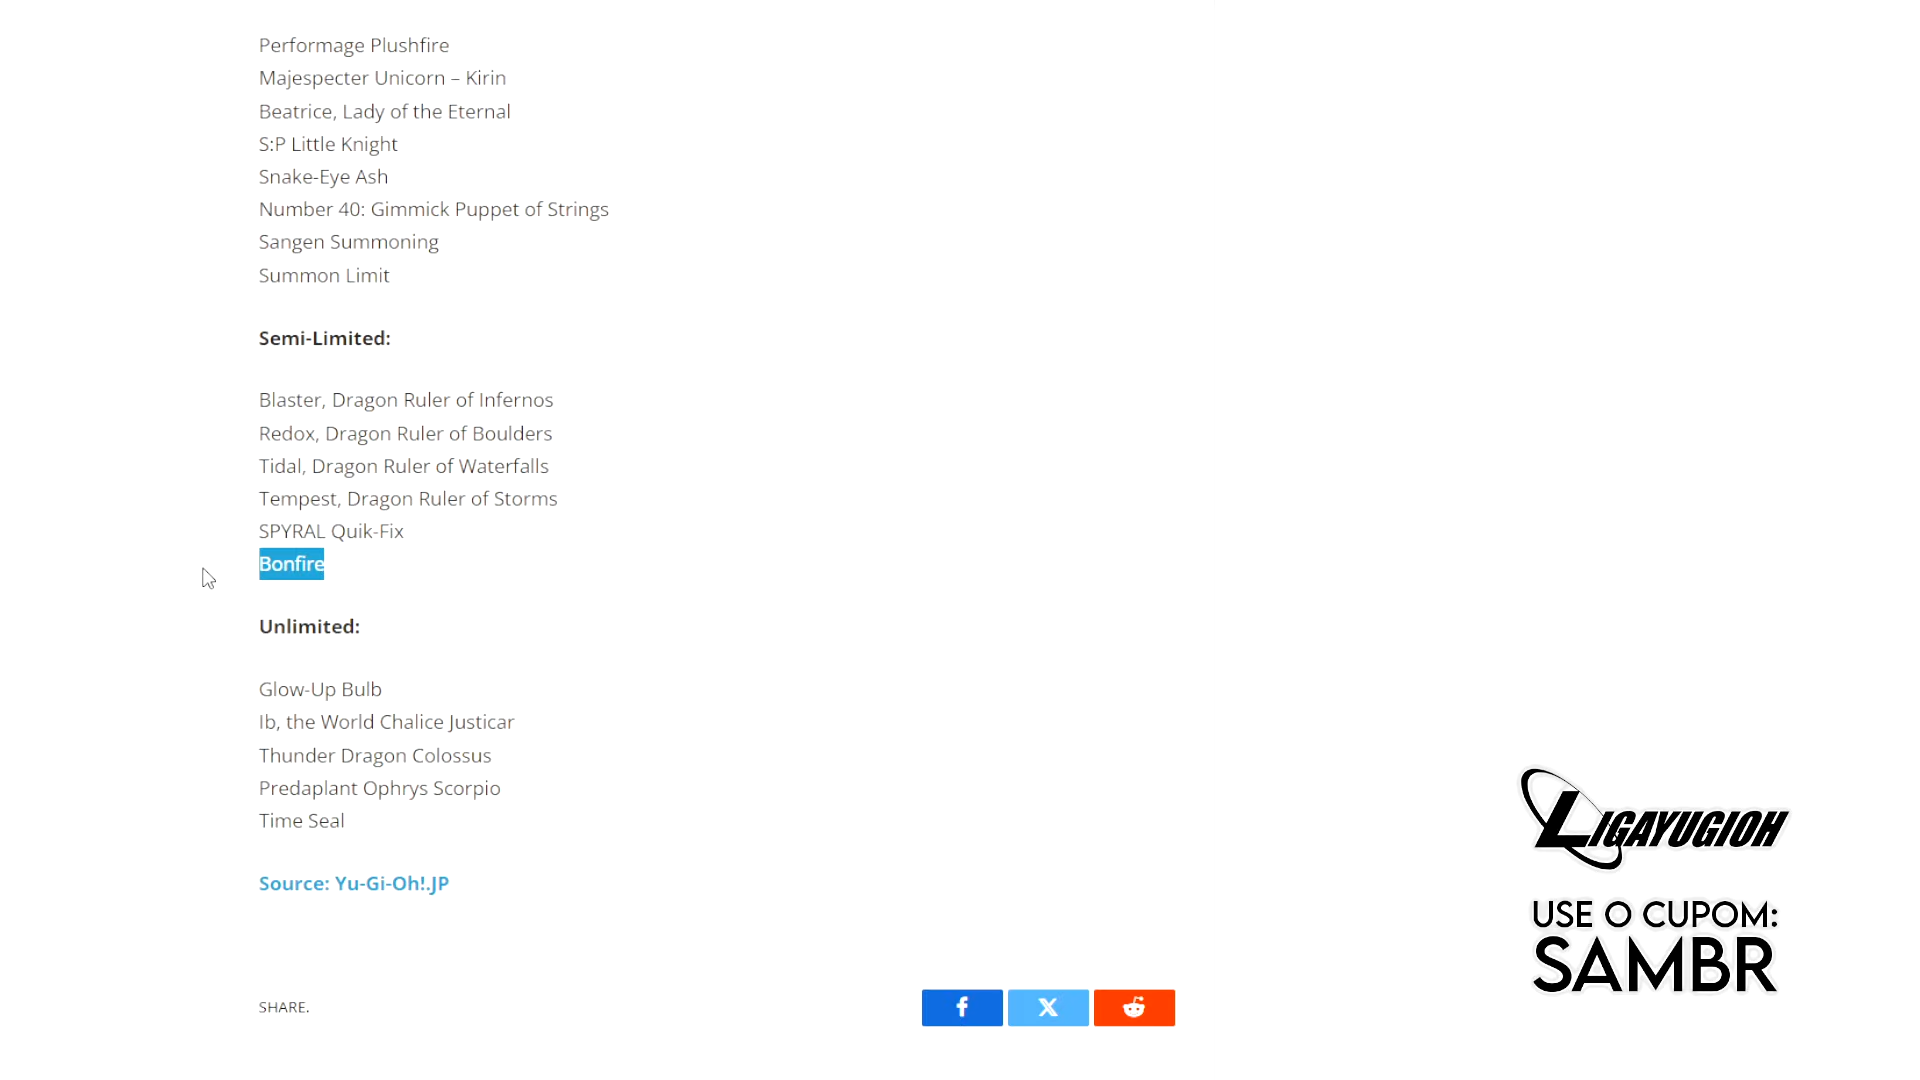 Performage Plushfire
Majespecter Unicorn – Kirin
Beatrice, Lady of the Eternal
S:P Little Knight
Snake-Eye Ash
Number 40: Gimmick Puppet of Strings
Sangen Summoning
Summon Limit
Semi-Limited:
Blaster, Dragon Ruler of Infernos
Redox, Dragon Ruler of Boulders
Tidal, Dragon Ruler of Waterfalls
Tempest, Dragon Ruler of Storms
SPYRAL Quik-Fix
Bonfire
Unlimited:
Glow-Up Bulb
Ib, the World Chalice Justicar
Thunder Dragon Colossus
Predaplant Ophrys Scorpio
Time Seal
Source: Yu-Gi-Oh!.JP
LIGAYUGIOH
USE O CUPOM:
SAMBR
SHARE.